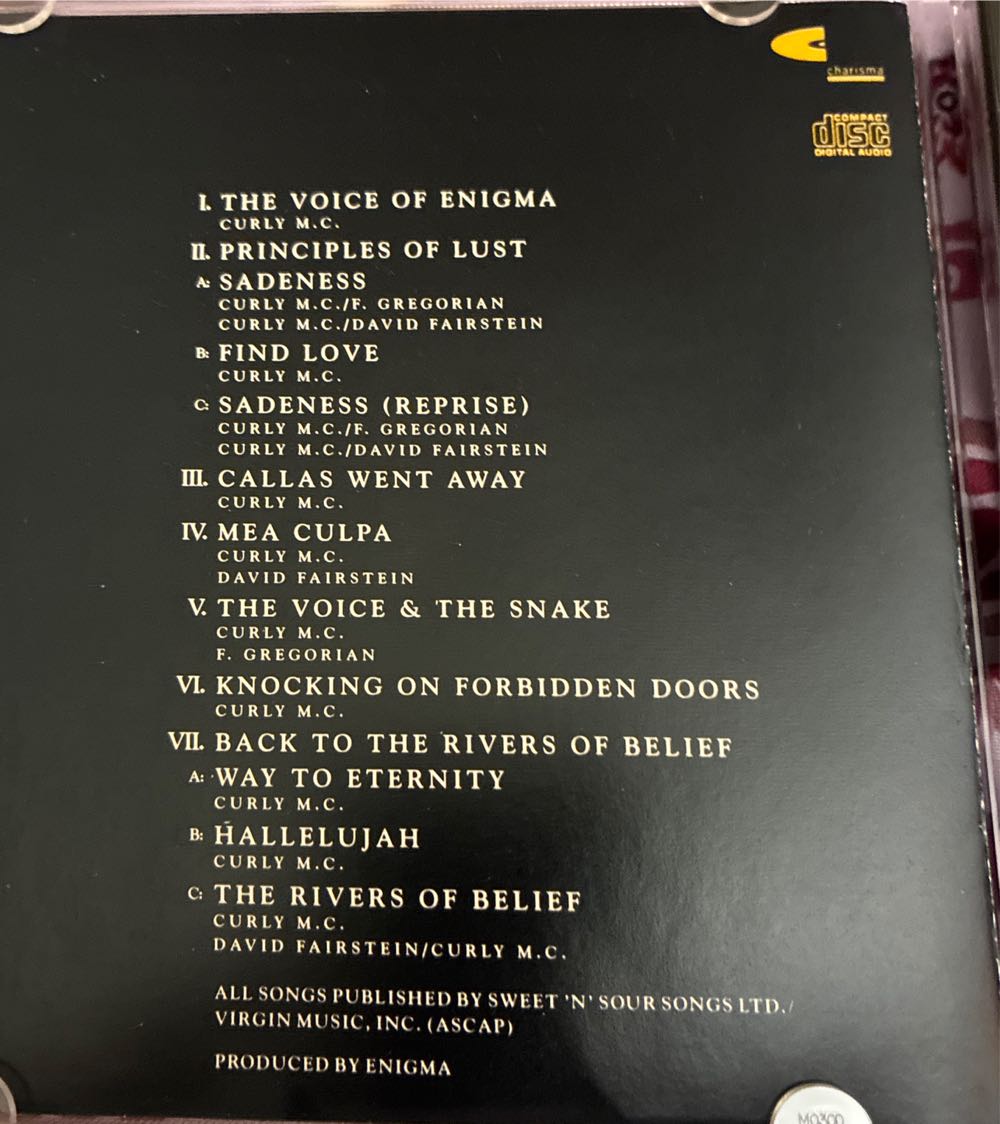 charisma
COMPACT
disc
DIGITAL AUDIO
I. THE VOICE OF ENIGMA
CURLY M.C.
II. PRINCIPLES OF LUST
A: SADENESS
CURLY M.C./F. GREGORIAN
CURLY M.C./DAVID FAIRSTEIN
B: FIND LOVE
CURLY M.C.
C: SADENESS (REPRISE)
CURLY M.C./F. GREGORIAN
CURLY M.C./DAVID FAIRSTEIN
III. CALLAS WENT AWAY
CURLY M.C.
IV. MEA CULPA
CURLY M.C.
DAVID FAIRSTEIN
V. THE VOICE & THE SNAKE
CURLY M.C.
F. GREGORIAN
VI. KNOCKING ON FORBIDDEN DOORS
CURLY M.C.
VII. BACK TO THE RIVERS OF BELIEF
A: WAY TO ETERNITY
CURLY M.C.
B: HALLELUJAH
CURLY M.C.
C: THE RIVERS OF BELIEF
CURLY M.C.
DAVID FAIRSTEIN/CURLY M.C.
ALL SONGS PUBLISHED BY SWEET 'N' SOUR SONGS LTD./
VIRGIN MUSIC, INC. (ASCAP)
PRODUCED BY ENIGMA